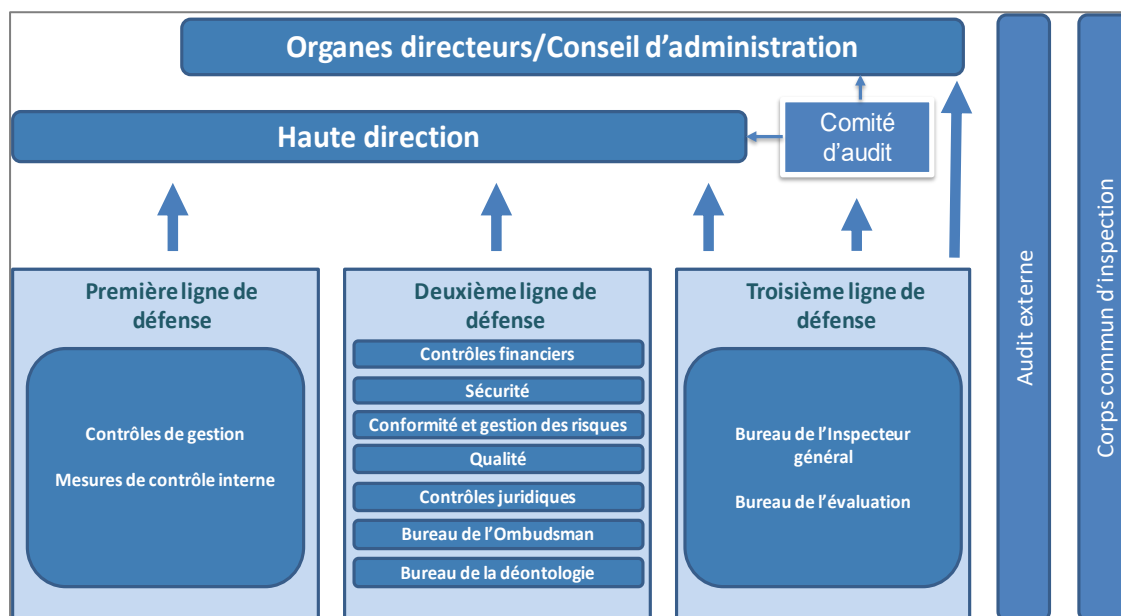 Organes directeurs/Conseil d'administration
Haute direction
Comité
d'audit
Première ligne de
défense
Contrôles de gestion
Mesures de contrôle interne
Deuxième ligne de
défense
Contrôles financiers
Sécurité
Conformité et gestion des risques
Qualité
Contrôles juridiques
Bureau de l'Ombudsman
Bureau de la déontologie
Troisième ligne de
défense
Bureau de l'Inspecteur
général
Bureau de l'évaluation
Audit externe
Corps commun d'inspection